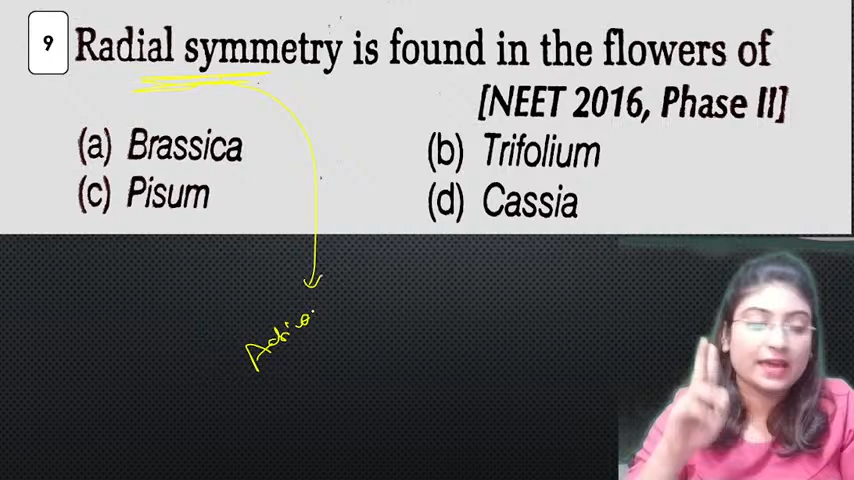 9 Radial symmetry is found in the flowers of
[NEET 2016, Phase II]
(a) Brassica (b) Trifolium
(c) Pisum (d) Cassia